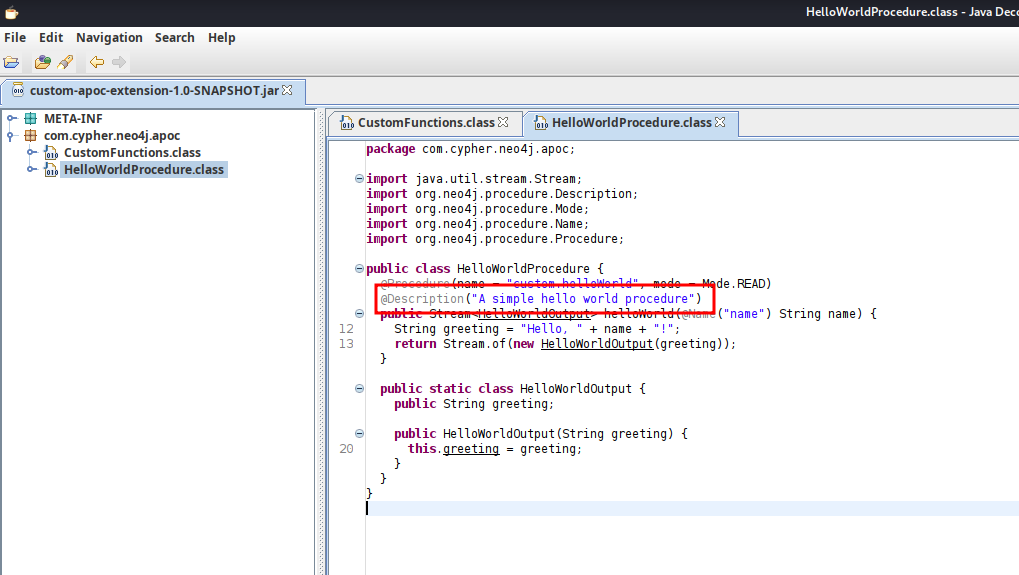 HelloWorldProcedure.class - Java Deco
File Edit Navigation Search Help
custom-apoc-extension-1.0-SNAPSHOT.jar
META-INF
com.cypher.neo4j.apoc
CustomFunctions.class
HelloWorldProcedure.class
CustomFunctions.class HelloWorldProcedure.class
package com.cypher.neo4j.apoc;
import java.util.stream.Stream;
import org.neo4j.procedure.Description;
import org.neo4j.procedure.Mode;
import org.neo4j.procedure.Name;
import org.neo4j.procedure.Procedure;
public class HelloWorldProcedure {
@Procedure(name = "custom.helloWorld", mode = Mode.READ)
@Description("A simple hello world procedure")
public Stream<HelloWorldOutput> helloWorld(@Name("name") String name) {
12 String greeting = "Hello, " + name + "!";
13 return Stream.of(new HelloWorldOutput(greeting));
}
public static class HelloWorldOutput {
public String greeting;
public HelloWorldOutput(String greeting) {
20 this.greeting = greeting;
}
}
}